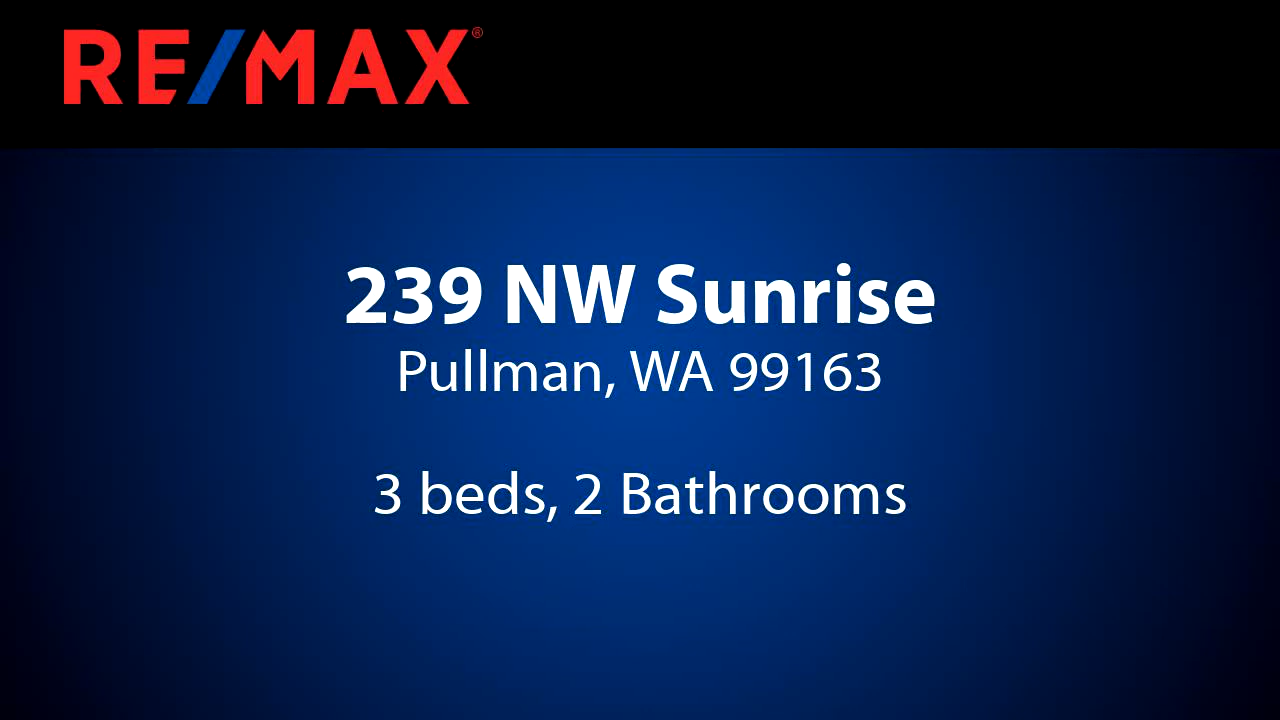 RE/MAX®
239 NW Sunrise
Pullman, WA 99163
3 beds, 2 Bathrooms